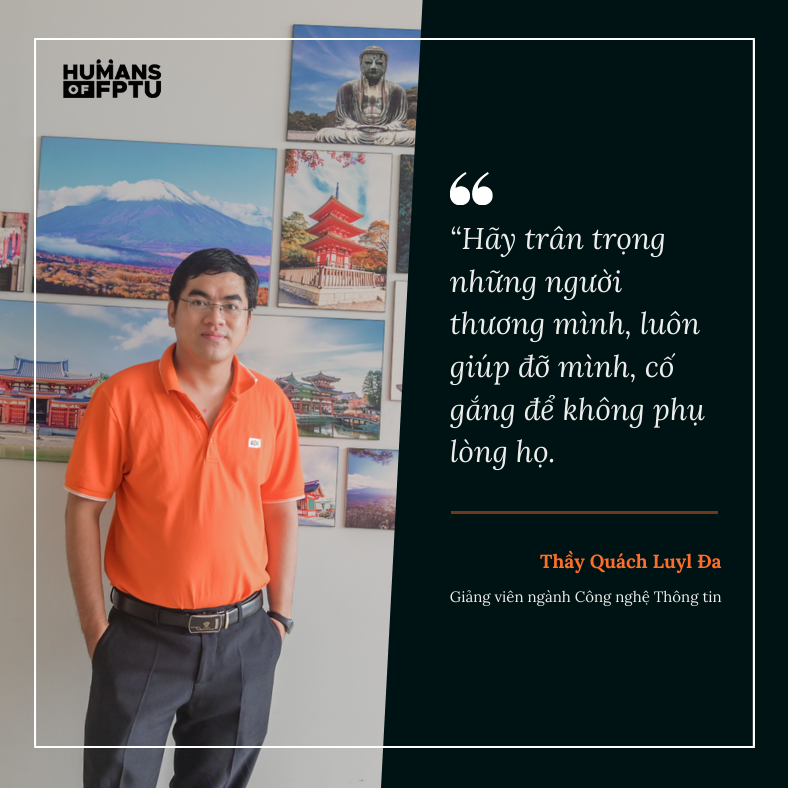 HUMANS
OF FPTU
“Hãy trân trọng
những người
thương mình, luôn
giúp đỡ mình, cố
gắng để không phụ
lòng họ.
Thầy Quách Luyl Đa
Giảng viên ngành Công nghệ Thông tin